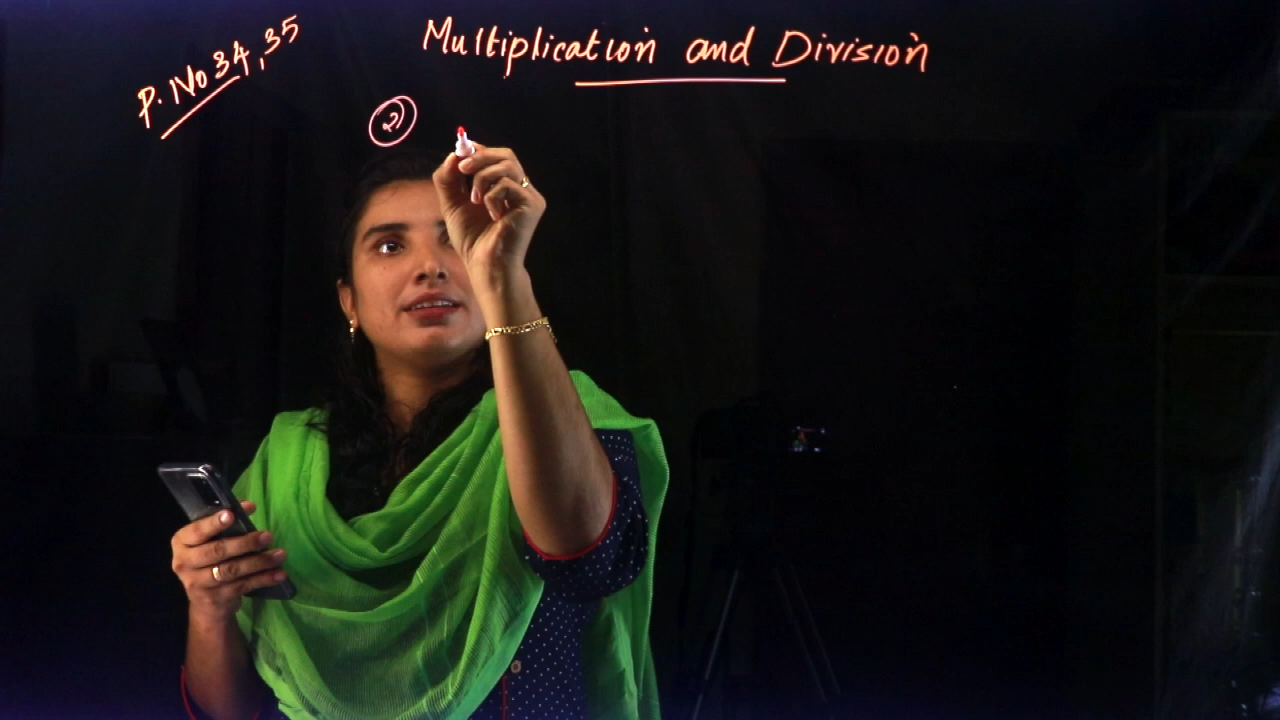 P. No 34, 35
Multiplication and Division
2)